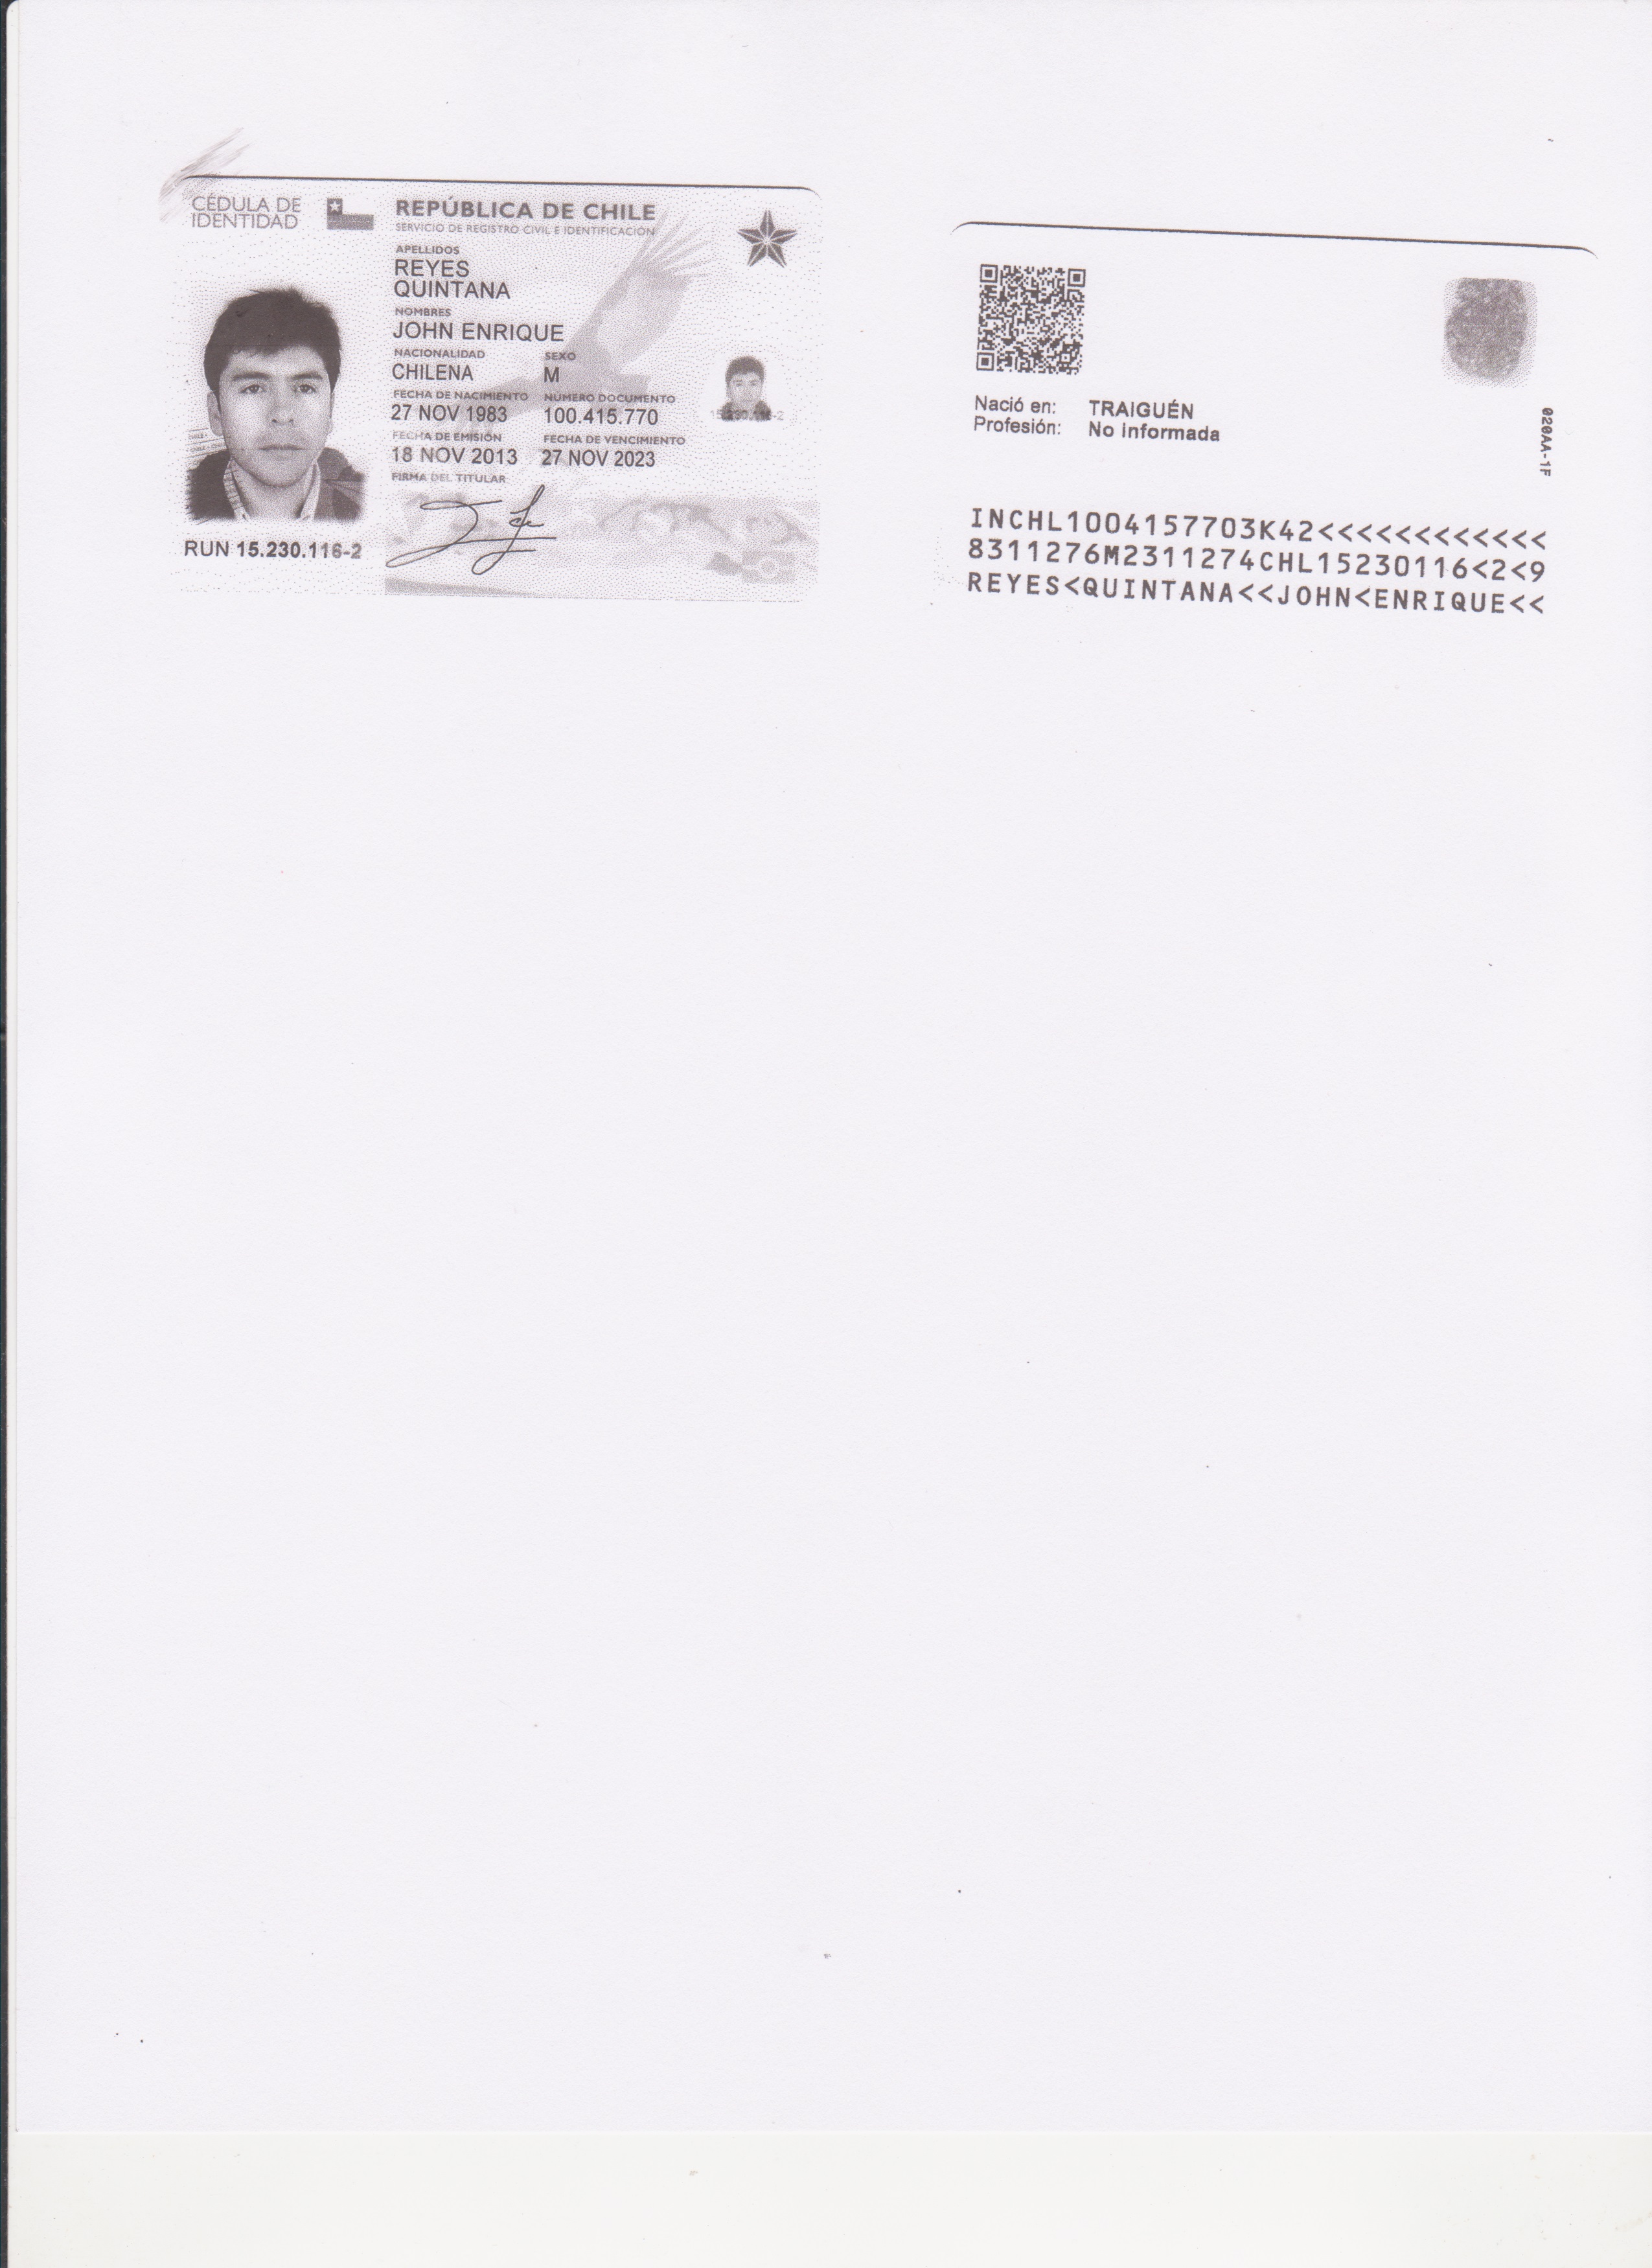 CÉDULA DE
IDENTIDAD
REPÚBLICA DE CHILE
SERVICIO DE REGISTRO CIVIL E IDENTIFICACIÓN
APELLIDOS
REYES
QUINTANA
NOMBRES
JOHN ENRIQUE
NACIONALIDAD SEXO
CHILENA M
FECHA DE NACIMIENTO NÚMERO DOCUMENTO
27 NOV 1983 100.415.770
FECHA DE EMISIÓN FECHA DE VENCIMIENTO
18 NOV 2013 27 NOV 2023
FIRMA DEL TITULAR
RUN 15.230.116-2
15.230.116-2
Nació en: TRAIGUÉN
Profesión: No Informada
020AA-1F
INCHL1004157703K42<<<<<<<<<<<<
8311276M2311274CHL15230116<2<9
REYES<QUINTANA<<JOHN<ENRIQUE<<